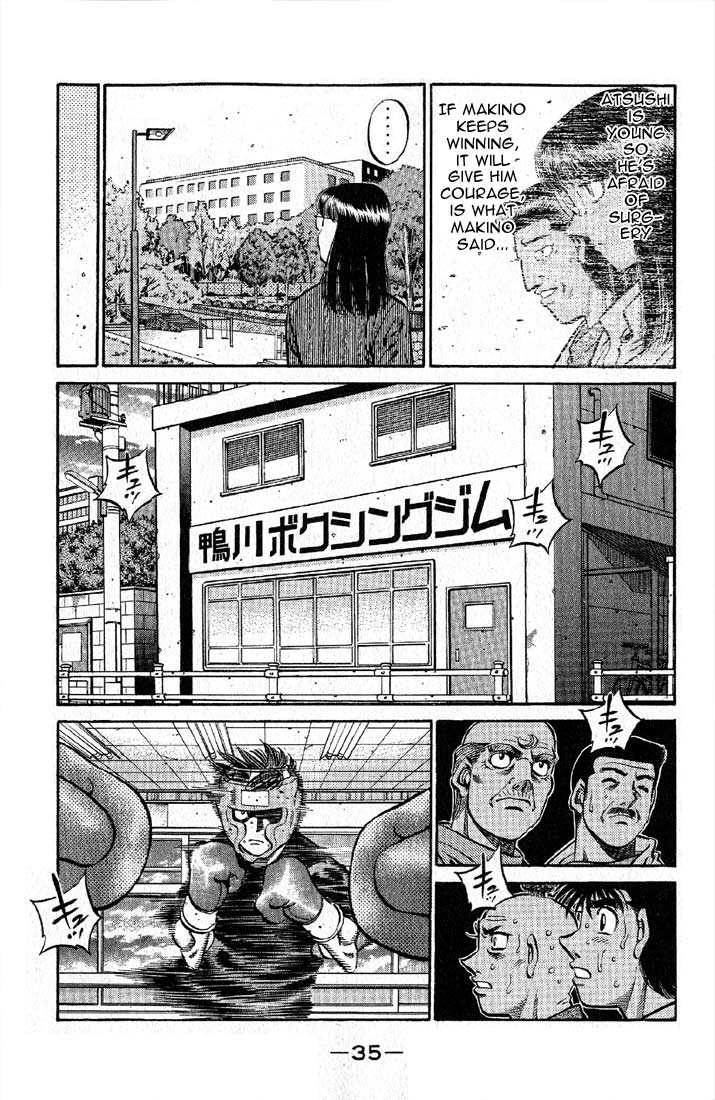 ATSUSHI
IS
YOUNG
SO
HE'S
AFRAID
OF
SURG-
ERY
IF MAKINO
KEEPS
WINNING,
IT WILL
GIVE HIM
COURAGE,
IS WHAT
MAKINO
SAID...
......
キュッ!!
キュッ!!
キュッ!!
鴨川ボクシングジム
キュッ!!
キュッ!!
キュッ!!
—35—